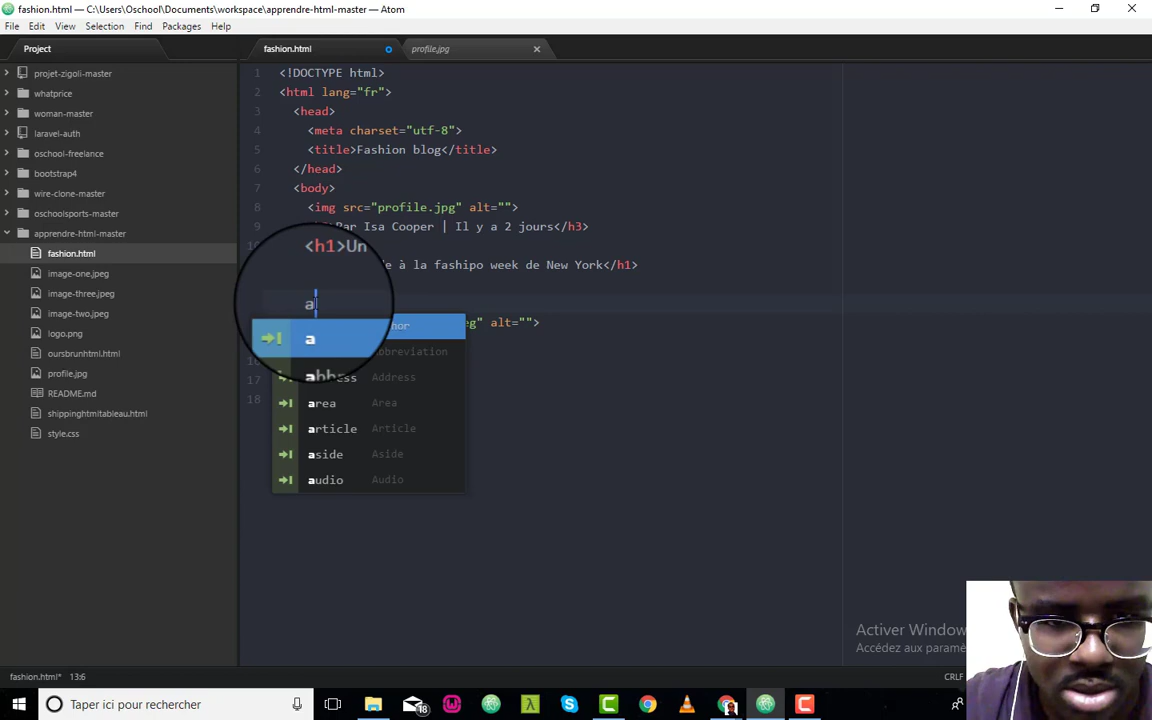 fashion.html — C:\Users\Oschool\Documents\workspace\apprendre-html-master — Atom
File Edit View Selection Find Packages Help
Project
fashion.html
profile.jpg
projet-zigoli-master
whatprice
woman-master
laravel-auth
oschool-freelance
bootstrap4
wire-clone-master
oschoolsports-master
apprendre-html-master
fashion.html
image-one.jpeg
image-three.jpeg
image-two.jpeg
logo.png
oursbrunhtml.html
profile.jpg
README.md
shippinghtmltableau.html
style.css
1 <!DOCTYPE html>
2 <html lang="fr">
3 <head>
4 <meta charset="utf-8">
5 <title>Fashion blog</title>
6 </head>
7 <body>
8 <img src="profile.jpg" alt="">
9 Par Isa Cooper | Il y a 2 jours</h3>
<h1>Un
e à la fashipo week de New York</h1>
a
alt="">
a
area Area
article Article
aside Aside
audio Audio
Address
17
18
Activer Window
Accédez aux paramè
fashion.html* 13:6
CRLF
Taper ici pour rechercher
18